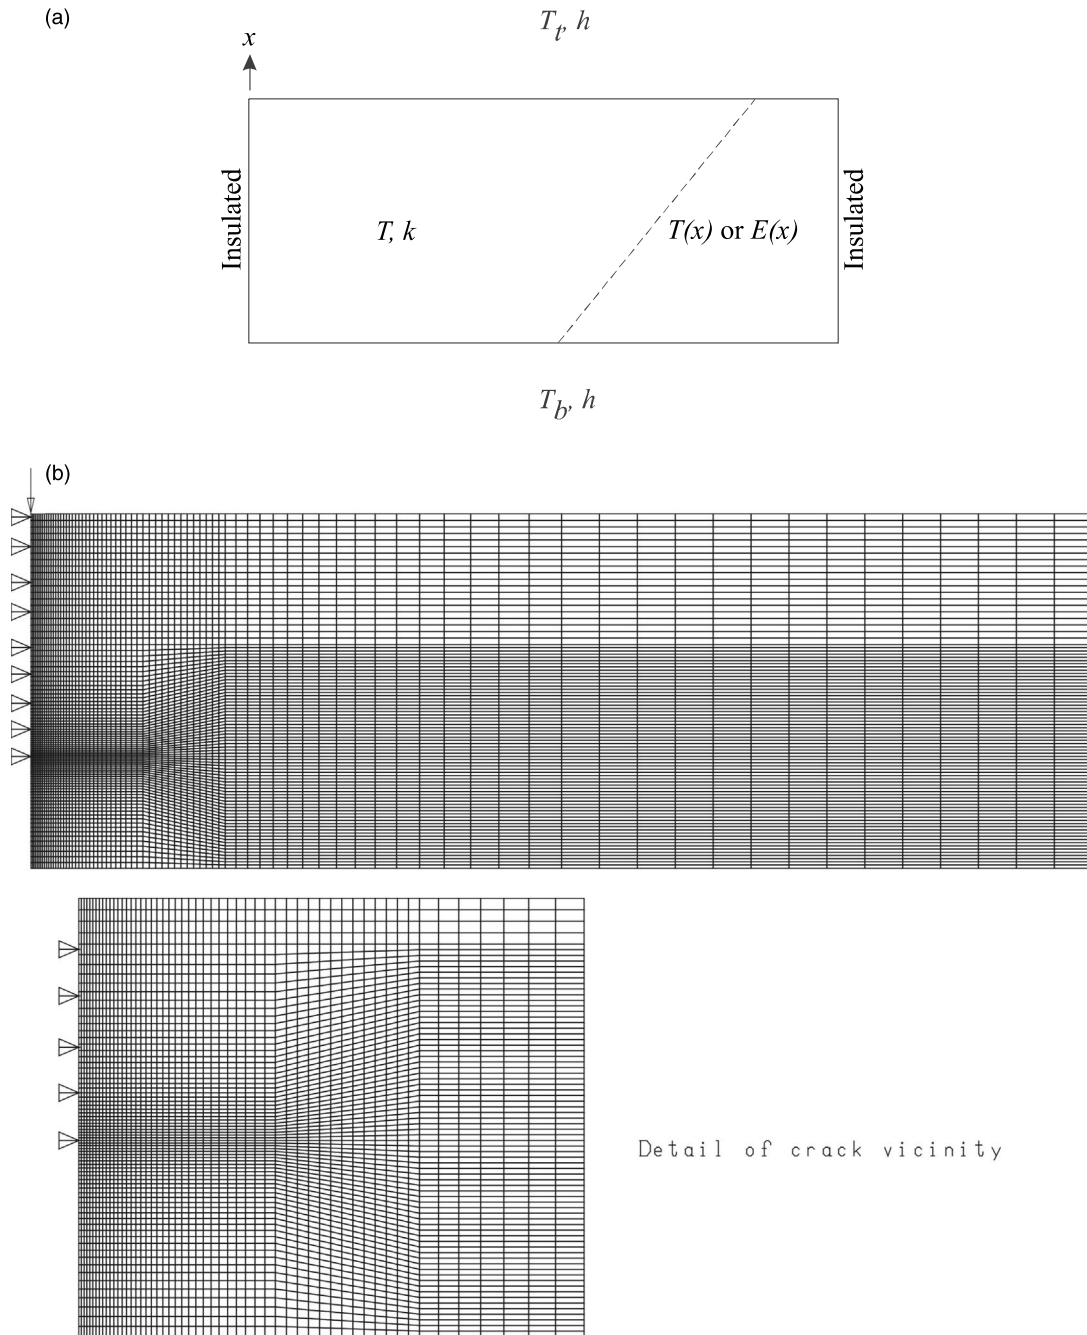 (a)
T_t, h
x
Insulated
T, k
T(x) or E(x)
Insulated
T_b, h
(b)
Detail of crack vicinity